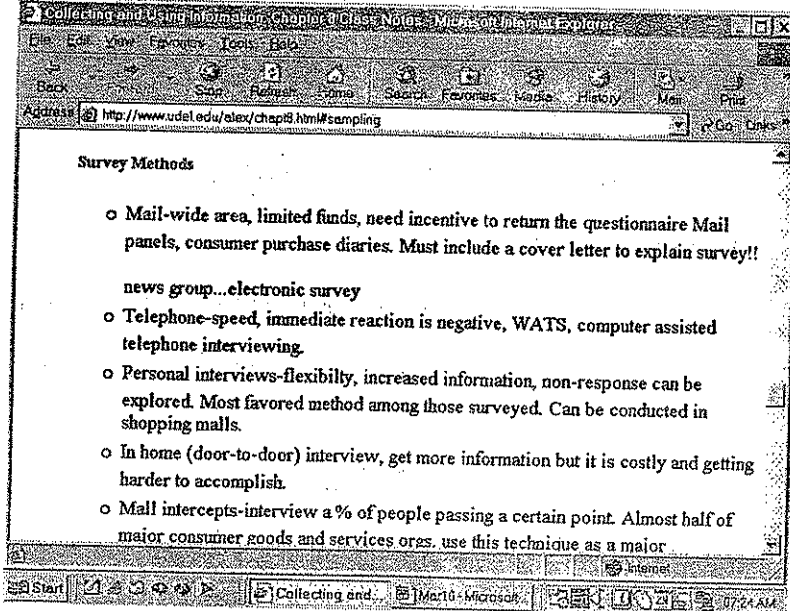 Collecting and Using Information, Chapter 8 Class Notes - Microsoft Internet Explorer
File Edit View Favorites Tools Help
Back Stop Refresh Home Search Favorites Media History Mail Print
Address http://www.udel.edu/alex/chapt8.html#sampling Go Links
Survey Methods
o Mail-wide area, limited funds, need incentive to return the questionnaire Mail
panels, consumer purchase diaries. Must include a cover letter to explain survey!!
news group...electronic survey
o Telephone-speed, immediate reaction is negative, WATS, computer assisted
telephone interviewing.
o Personal interviews-flexibilty, increased information, non-response can be
explored. Most favored method among those surveyed. Can be conducted in
shopping malls.
o In home (door-to-door) interview, get more information but it is costly and getting
harder to accomplish.
o Mall intercepts-interview a % of people passing a certain point. Almost half of
major consumer goods and services orgs. use this technique as a major
Internet
Start Collecting and... Mar10 - Microsoft... 07:24 AM